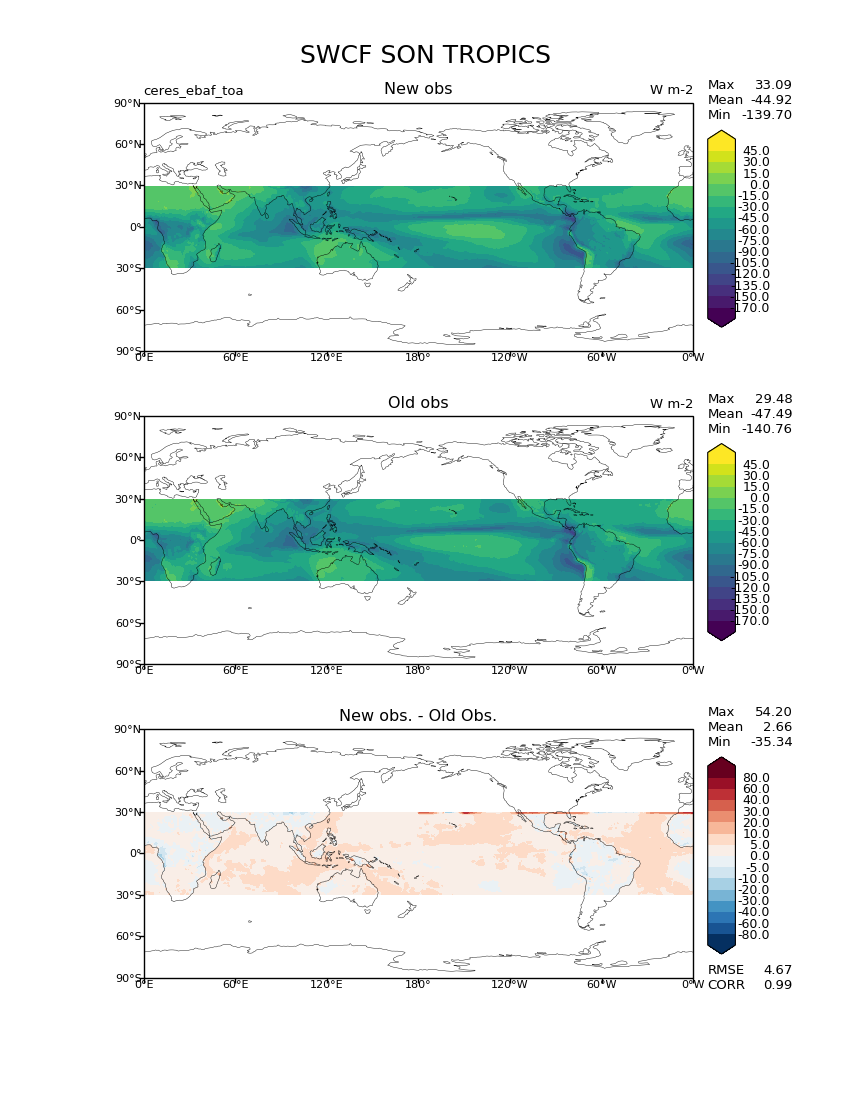 SWCF SON TROPICS
ceres_ebaf_toa New obs W m-2
Max 33.09
Mean -44.92
Min -139.70
90°N
60°N
30°N
0°
30°S
60°S
90°S
0°E 60°E 120°E 180° 120°W 60°W 0°W
45.0
30.0
15.0
0.0
-15.0
-30.0
-45.0
-60.0
-75.0
-90.0
-105.0
-120.0
-135.0
-150.0
-170.0
Old obs W m-2
Max 29.48
Mean -47.49
Min -140.76
90°N
60°N
30°N
0°
30°S
60°S
90°S
0°E 60°E 120°E 180° 120°W 60°W 0°W
45.0
30.0
15.0
0.0
-15.0
-30.0
-45.0
-60.0
-75.0
-90.0
-105.0
-120.0
-135.0
-150.0
-170.0
New obs. - Old Obs.
Max 54.20
Mean 2.66
Min -35.34
90°N
60°N
30°N
0°
30°S
60°S
90°S
0°E 60°E 120°E 180° 120°W 60°W 0°W
80.0
60.0
40.0
30.0
20.0
10.0
5.0
0.0
-5.0
-10.0
-20.0
-30.0
-40.0
-60.0
-80.0
RMSE 4.67
CORR 0.99